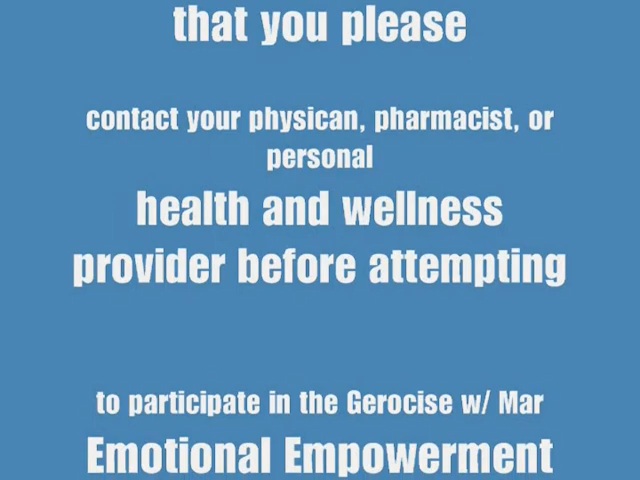 that you please
contact your physican, pharmacist, or
personal
health and wellness
provider before attempting
to participate in the Gerocise w/ Mar
Emotional Empowerment